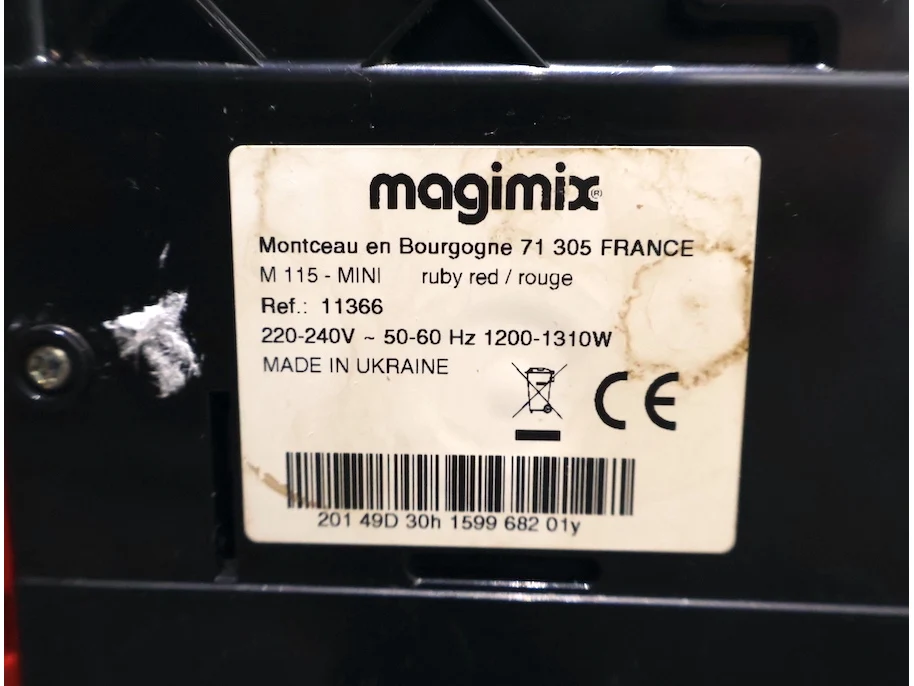 magimix®
Montceau en Bourgogne 71 305 FRANCE
M 115 - MINI ruby red / rouge
Ref.: 11366
220-240V ~ 50-60 Hz 1200-1310W
MADE IN UKRAINE
CE
201 49D 30h 1599 682 01y